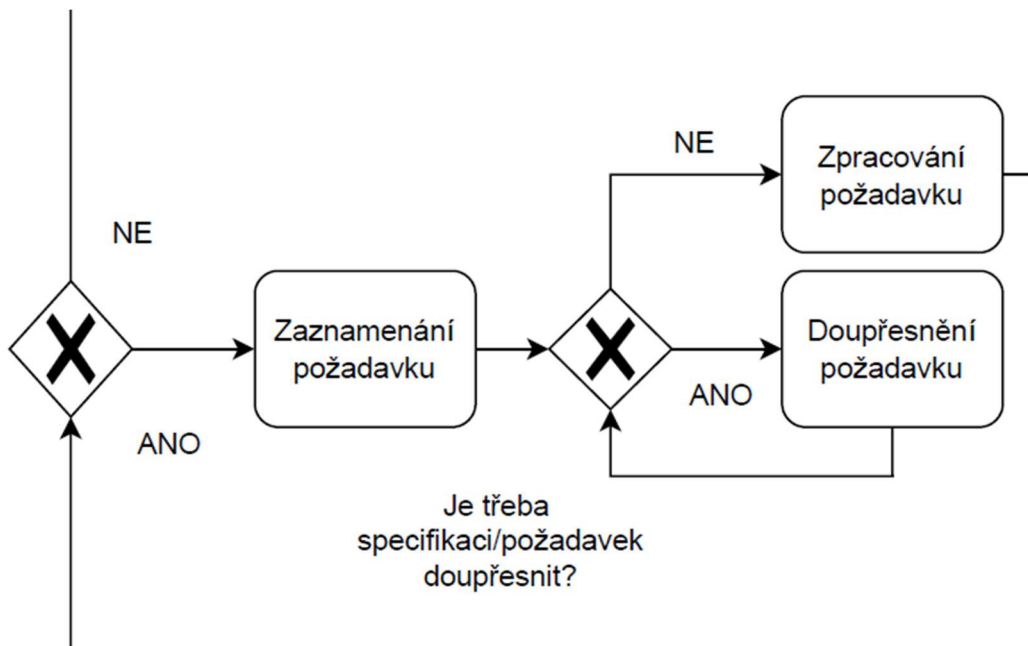 NE
Zpracování
požadavku
NE
Zaznamenání
požadavku
Doupřesnění
požadavku
ANO
ANO
Je třeba
specifikaci/požadavek
doupřesnit?